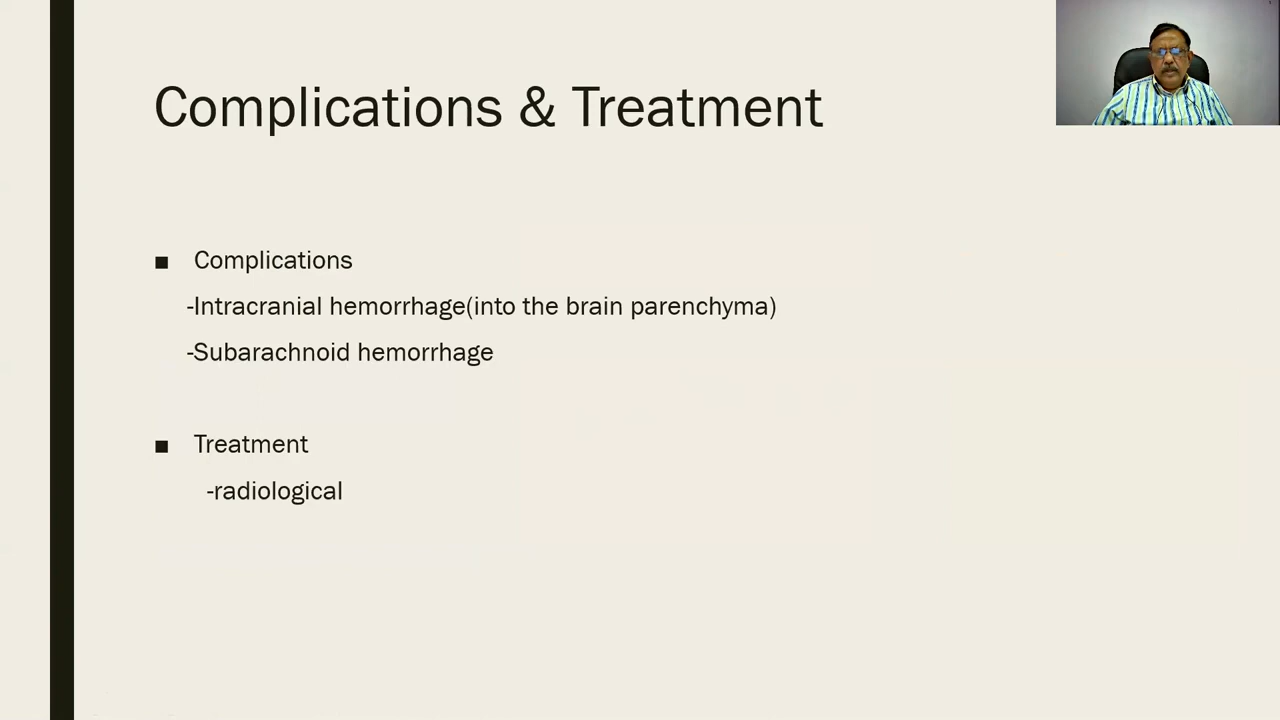 Complications & Treatment
■ Complications
-Intracranial hemorrhage(into the brain parenchyma)
-Subarachnoid hemorrhage
■ Treatment
-radiological